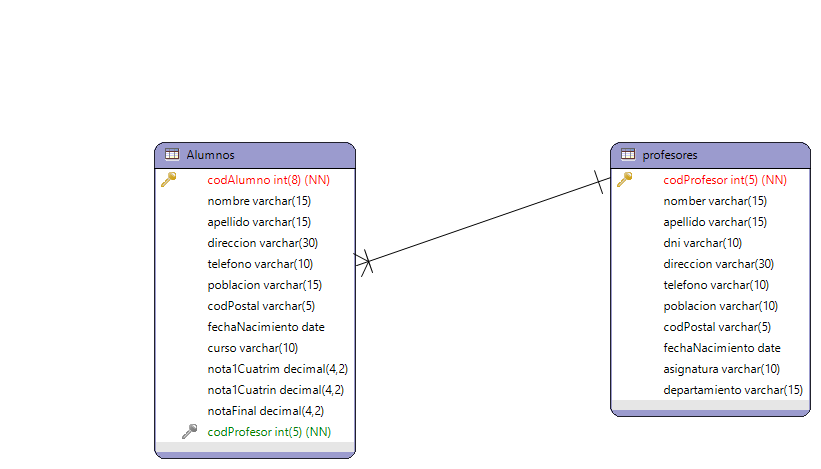 Alumnos
codAlumno int(8) (NN)
nombre varchar(15)
apellido varchar(15)
direccion varchar(30)
telefono varchar(10)
poblacion varchar(15)
codPostal varchar(5)
fechaNacimiento date
curso varchar(10)
nota1Cuatrim decimal(4,2)
nota1Cuatrin decimal(4,2)
notaFinal decimal(4,2)
codProfesor int(5) (NN)
profesores
codProfesor int(5) (NN)
nomber varchar(15)
apellido varchar(15)
dni varchar(10)
direccion varchar(30)
telefono varchar(10)
poblacion varchar(10)
codPostal varchar(5)
fechaNacimiento date
asignatura varchar(10)
departamiento varchar(15)